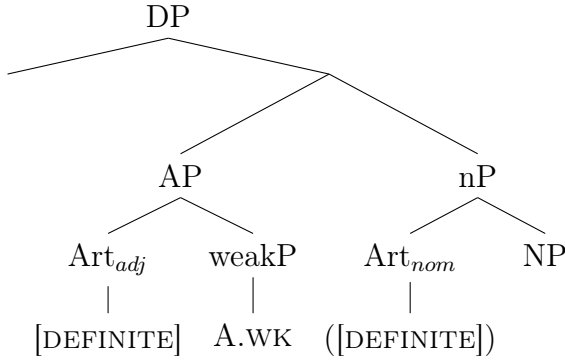 DP
AP nP
Art_adj weakP Art_nom NP
[DEFINITE] A.WK ([DEFINITE])